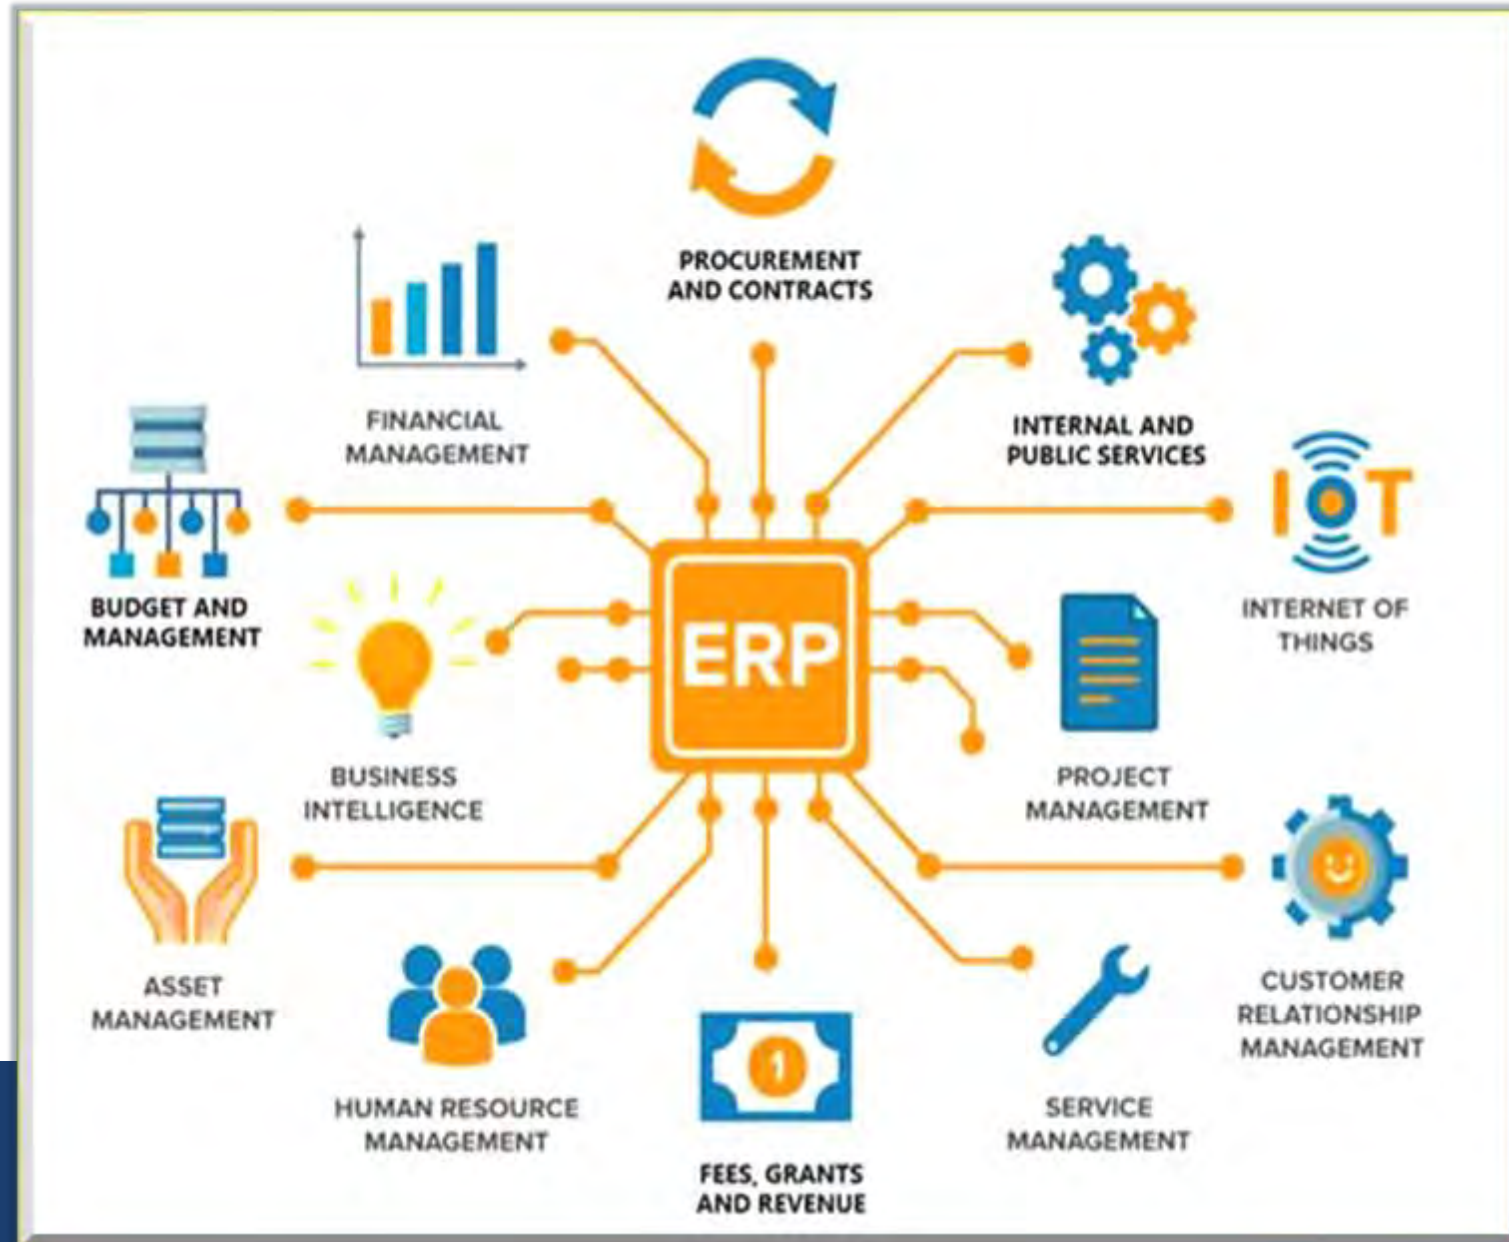 PROCUREMENT
AND CONTRACTS
FINANCIAL
MANAGEMENT
INTERNAL AND
PUBLIC SERVICES
BUDGET AND
MANAGEMENT
IOT
INTERNET OF
THINGS
ERP
BUSINESS
INTELLIGENCE
PROJECT
MANAGEMENT
ASSET
MANAGEMENT
CUSTOMER
RELATIONSHIP
MANAGEMENT
HUMAN RESOURCE
MANAGEMENT
1
SERVICE
MANAGEMENT
FEES, GRANTS
AND REVENUE